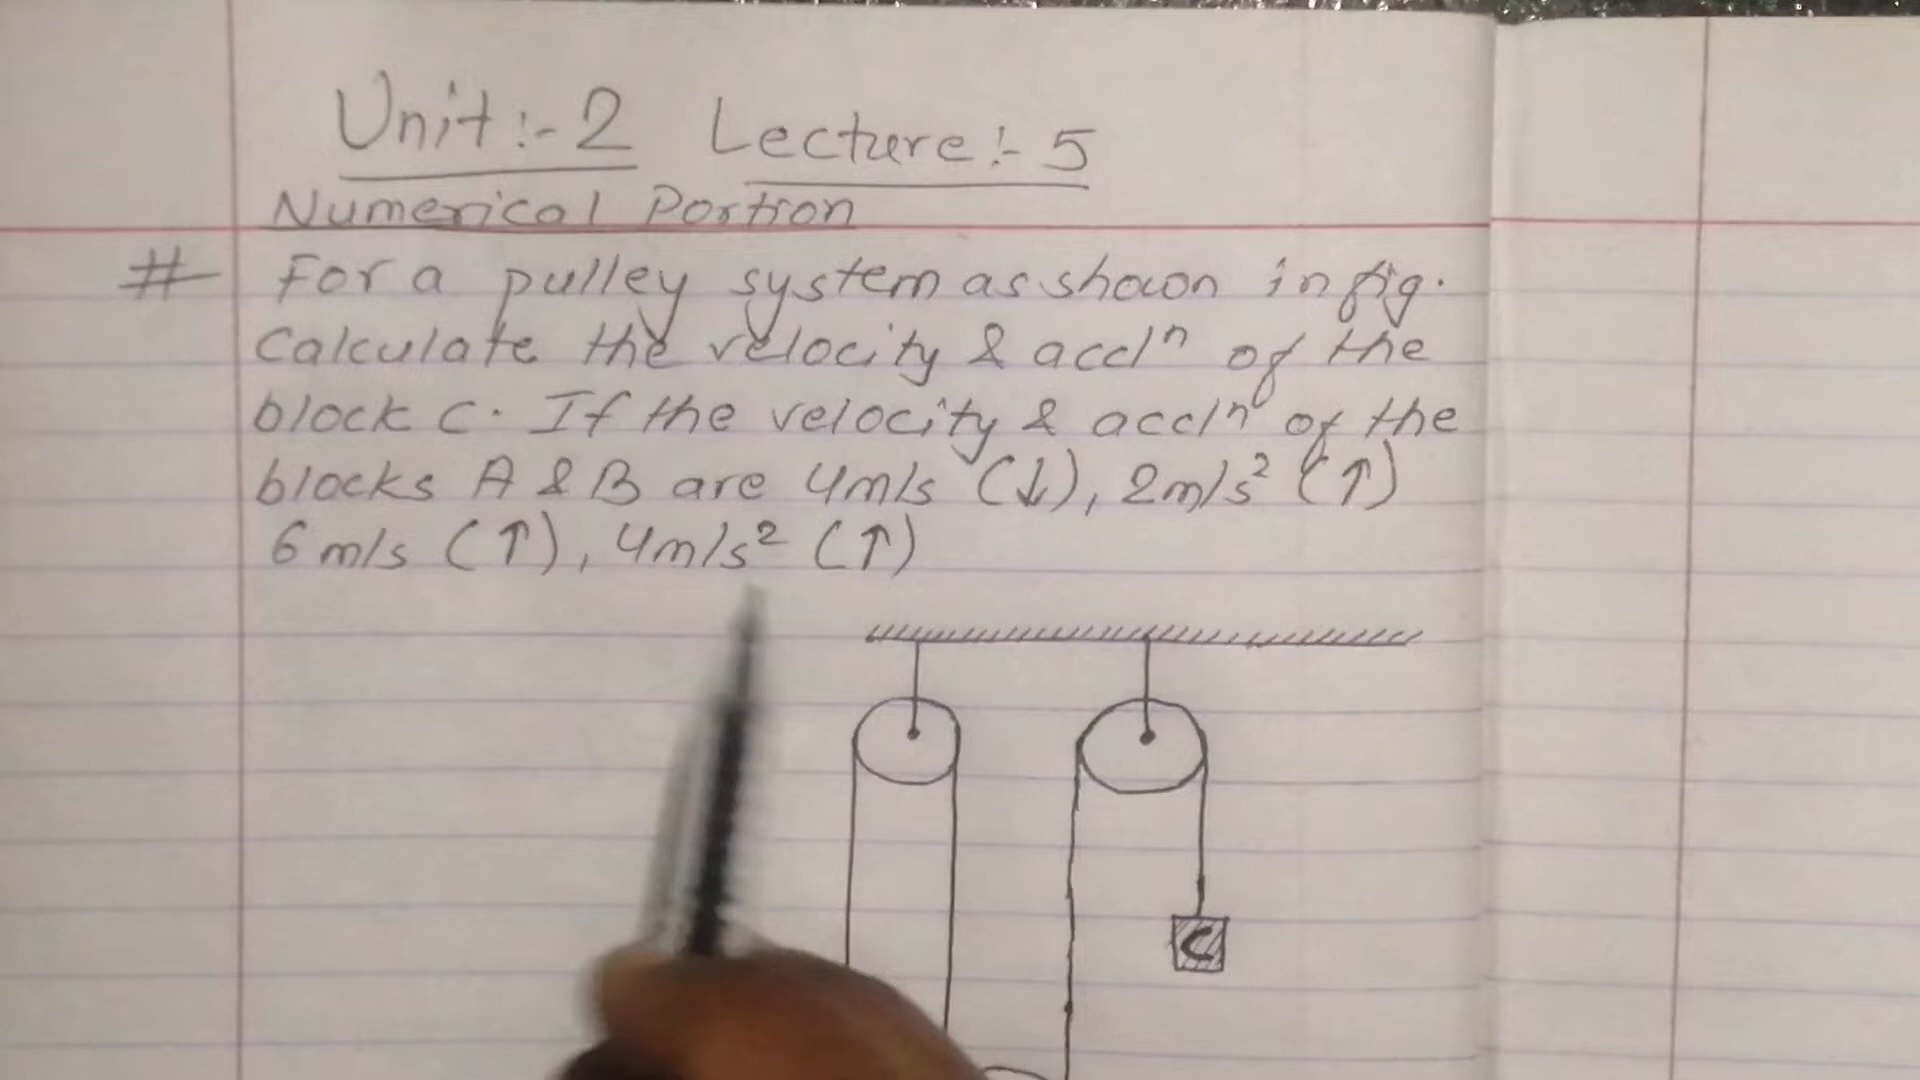 Unit:-2 Lecture:-5
Numerical Portion
# For a pulley system as shown in fig.
Calculate the velocity & accln of the
block C. If the velocity & accln of the
blocks A & B are 4m/s (↓), 2m/s² (↑)
6 m/s (↑), 4m/s² (↑)
C